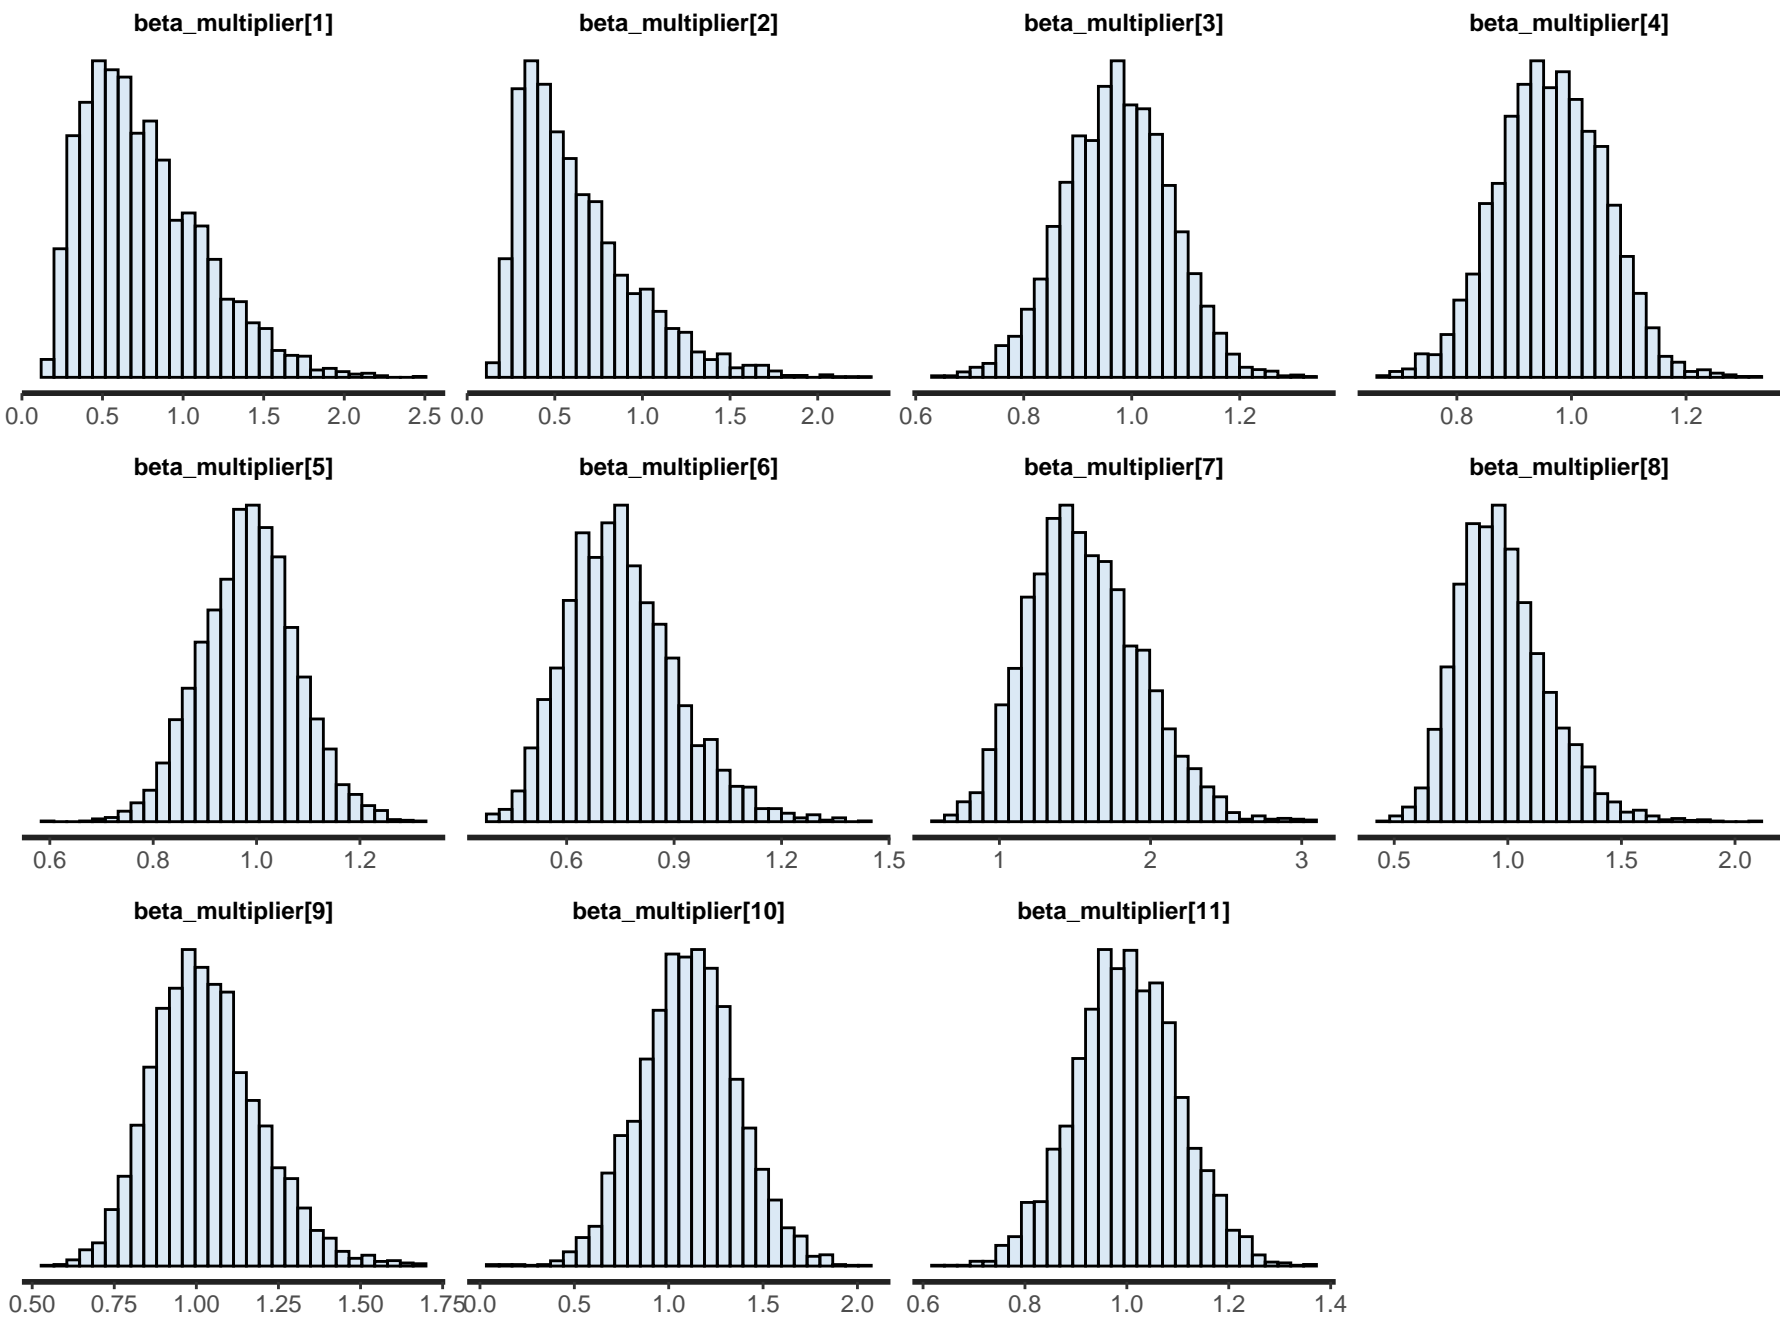 beta_multiplier[1] beta_multiplier[2] beta_multiplier[3] beta_multiplier[4]
0.0 0.5 1.0 1.5 2.0 2.5 0.0 0.5 1.0 1.5 2.0 0.6 0.8 1.0 1.2 0.8 1.0 1.2
beta_multiplier[5] beta_multiplier[6] beta_multiplier[7] beta_multiplier[8]
0.6 0.8 1.0 1.2 0.6 0.9 1.2 1.5 1 2 3 0.5 1.0 1.5 2.0
beta_multiplier[9] beta_multiplier[10] beta_multiplier[11]
0.50 0.75 1.00 1.25 1.50 1.75 0.0 0.5 1.0 1.5 2.0 0.6 0.8 1.0 1.2 1.4